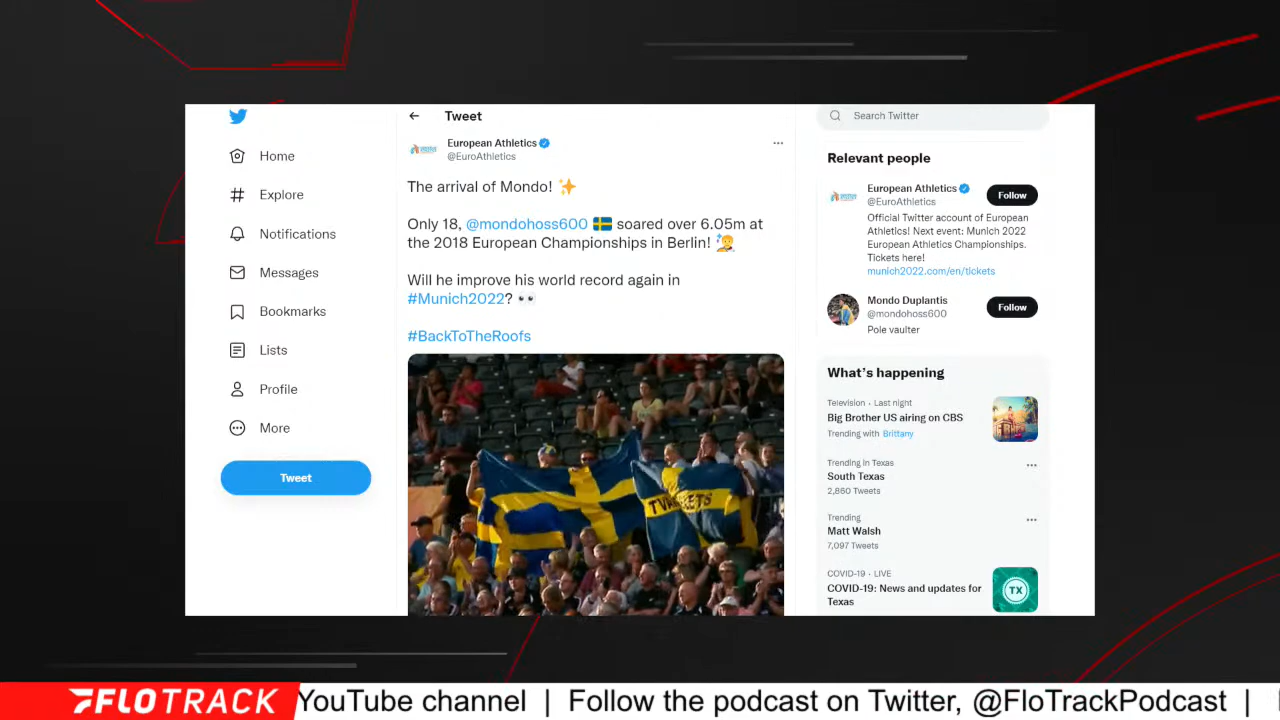 Home
Explore
Notifications
Messages
Bookmarks
Lists
Profile
More
Tweet
Tweet
European Athletics
@EuroAthletics
The arrival of Mondo! ✨
Only 18, @mondohoss600 🇸🇪 soared over 6.05m at
the 2018 European Championships in Berlin!
Will he improve his world record again in
#Munich2022? 👀
#BackToTheRoofs
Search Twitter
Relevant people
European Athletics
@EuroAthletics
Follow
Official Twitter account of European
Athletics! Next event: Munich 2022
European Athletics Championships.
Tickets here!
munich2022.com/en/tickets
Mondo Duplantis
@mondohoss600
Follow
Pole vaulter
What's happening
Television · Last night
Big Brother US airing on CBS
Trending with Brittany
Trending in Texas
South Texas
2,860 Tweets
Trending
Matt Walsh
7,097 Tweets
COVID-19 · LIVE
COVID-19: News and updates for
Texas
TX
FLOTRACK
YouTube channel | Follow the podcast on Twitter, @FloTrackPodcast |